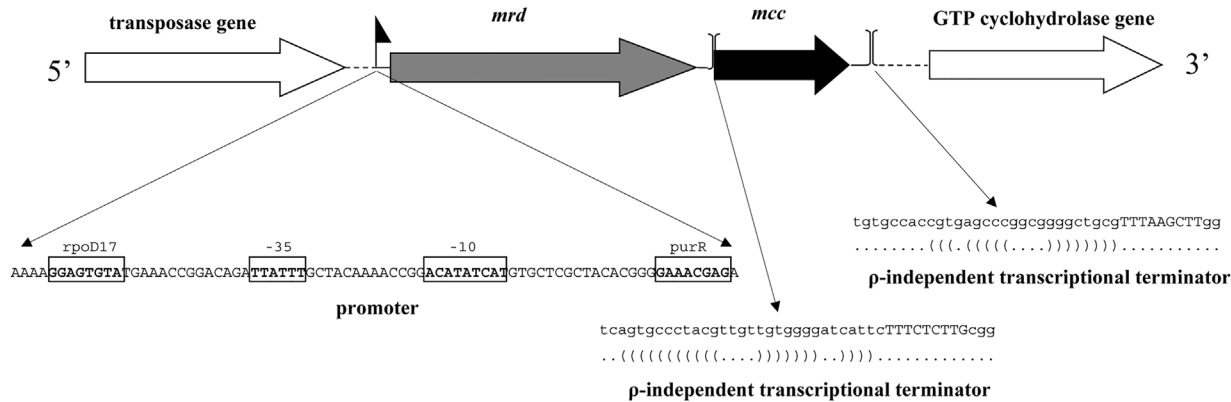 transposase gene
mrd
mcc
GTP cyclohydrolase gene
5’
3’
rpoD17
-35
-10
purR
AAAAGGAGTGTATGAAACCGGACAGATTATTTGCTACAAAACCGGACATATCATGTGCTCGCTACACGGGGAAACGAGA
promoter
tgtgccaccgtgagcccggcggggctgcgTTTAAGCTTgg
........(((.(((((....))))))))...........
ρ-independent transcriptional terminator
tcagtgccctacgttgttgtggggatcattcTTTCTCTTGcgg
..(((((((((((....)))))))..)))).............
ρ-independent transcriptional terminator